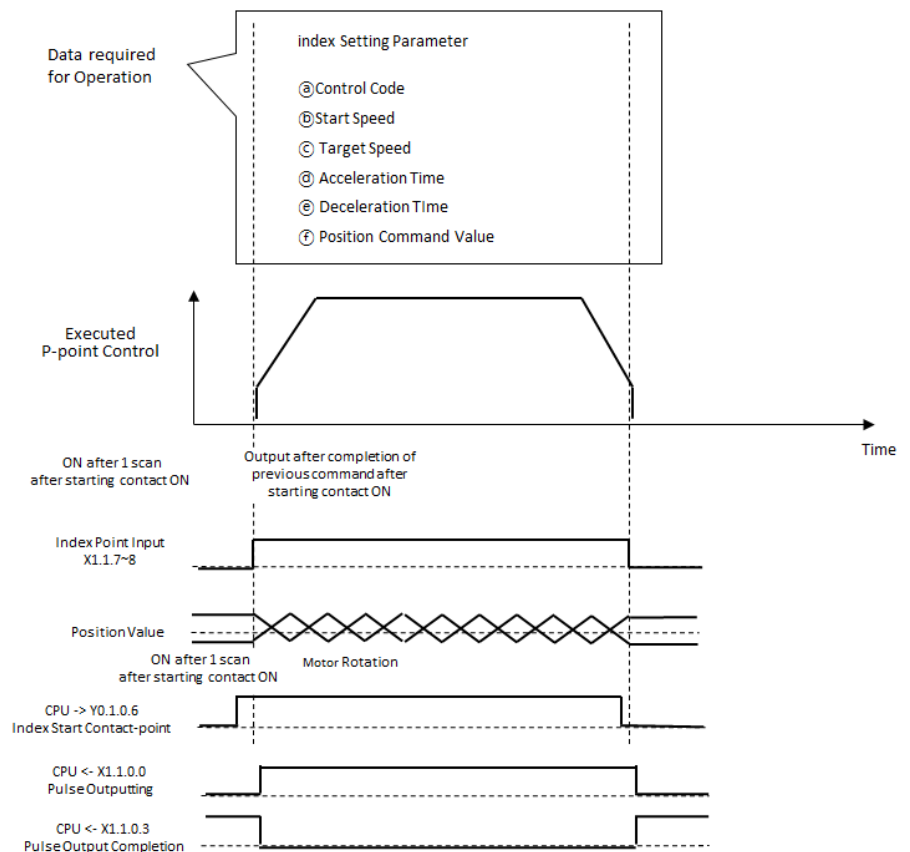 Data required
for Operation
index Setting Parameter
ⓐControl Code
ⓑStart Speed
ⓒ Target Speed
ⓓ Acceleration Time
ⓔ Deceleration TIme
ⓕ Position Command Value
Executed
P-point Control
Time
ON after 1 scan
after starting contact ON
Output after completion of
previous command after
starting contact ON
Index Point Input
X1.1.7~8
Position Value
ON after 1 scan
after starting contact ON
Motor Rotation
CPU -> Y0.1.0.6
Index Start Contact-point
CPU <- X1.1.0.0
Pulse Outputting
CPU <- X1.1.0.3
Pulse Output Completion